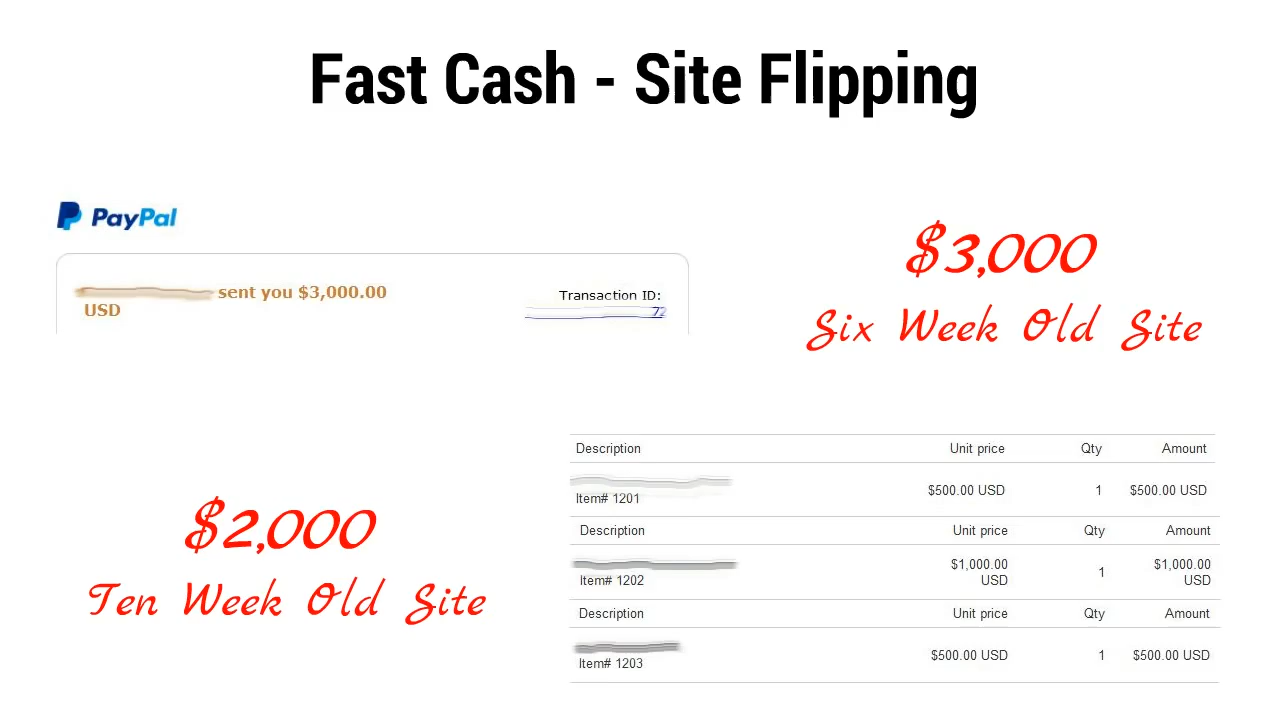 Fast Cash - Site Flipping
PayPal
sent you $3,000.00
USD
Transaction ID:
72
$3,000
Six Week Old Site
$2,000
Ten Week Old Site
Description Unit price Qty Amount
Item# 1201 $500.00 USD 1 $500.00 USD
Description Unit price Qty Amount
Item# 1202 $1,000.00 USD 1 $1,000.00 USD
Description Unit price Qty Amount
Item# 1203 $500.00 USD 1 $500.00 USD